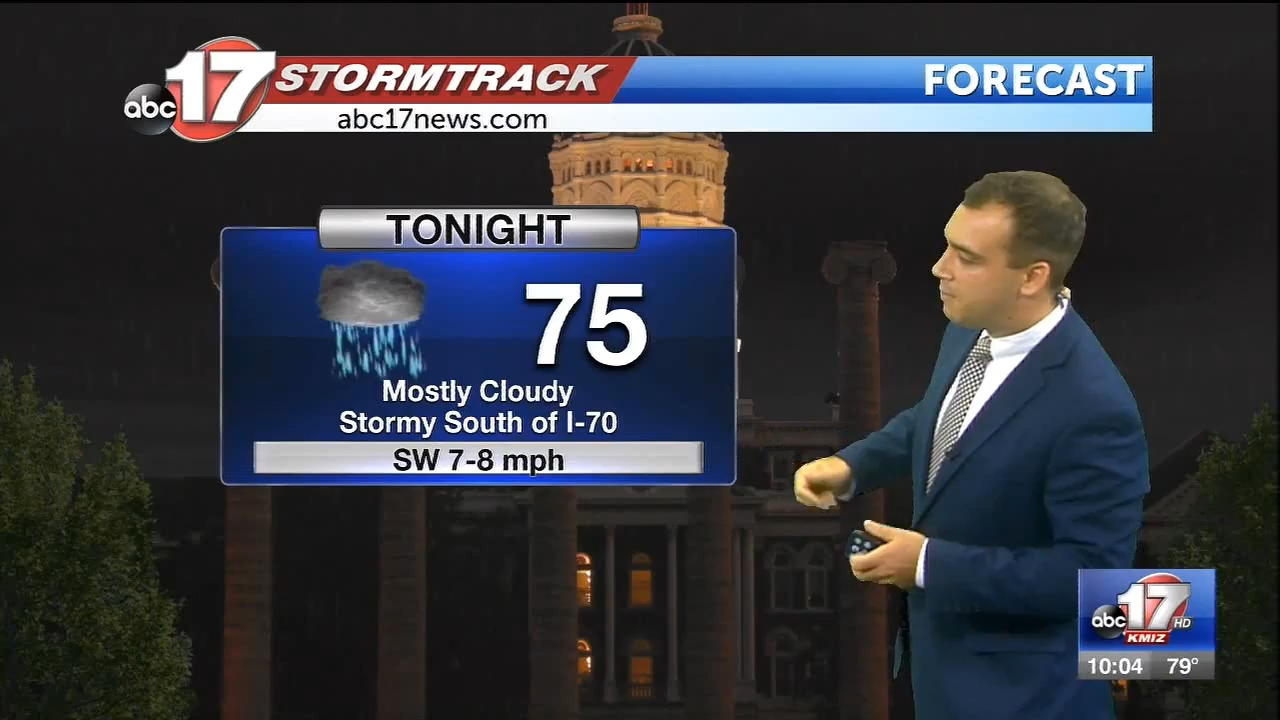 abc 17 STORMTRACK
FORECAST
abc17news.com
TONIGHT
75
Mostly Cloudy
Stormy South of I-70
SW 7-8 mph
abc 17 HD
KMIZ
10:04 79°